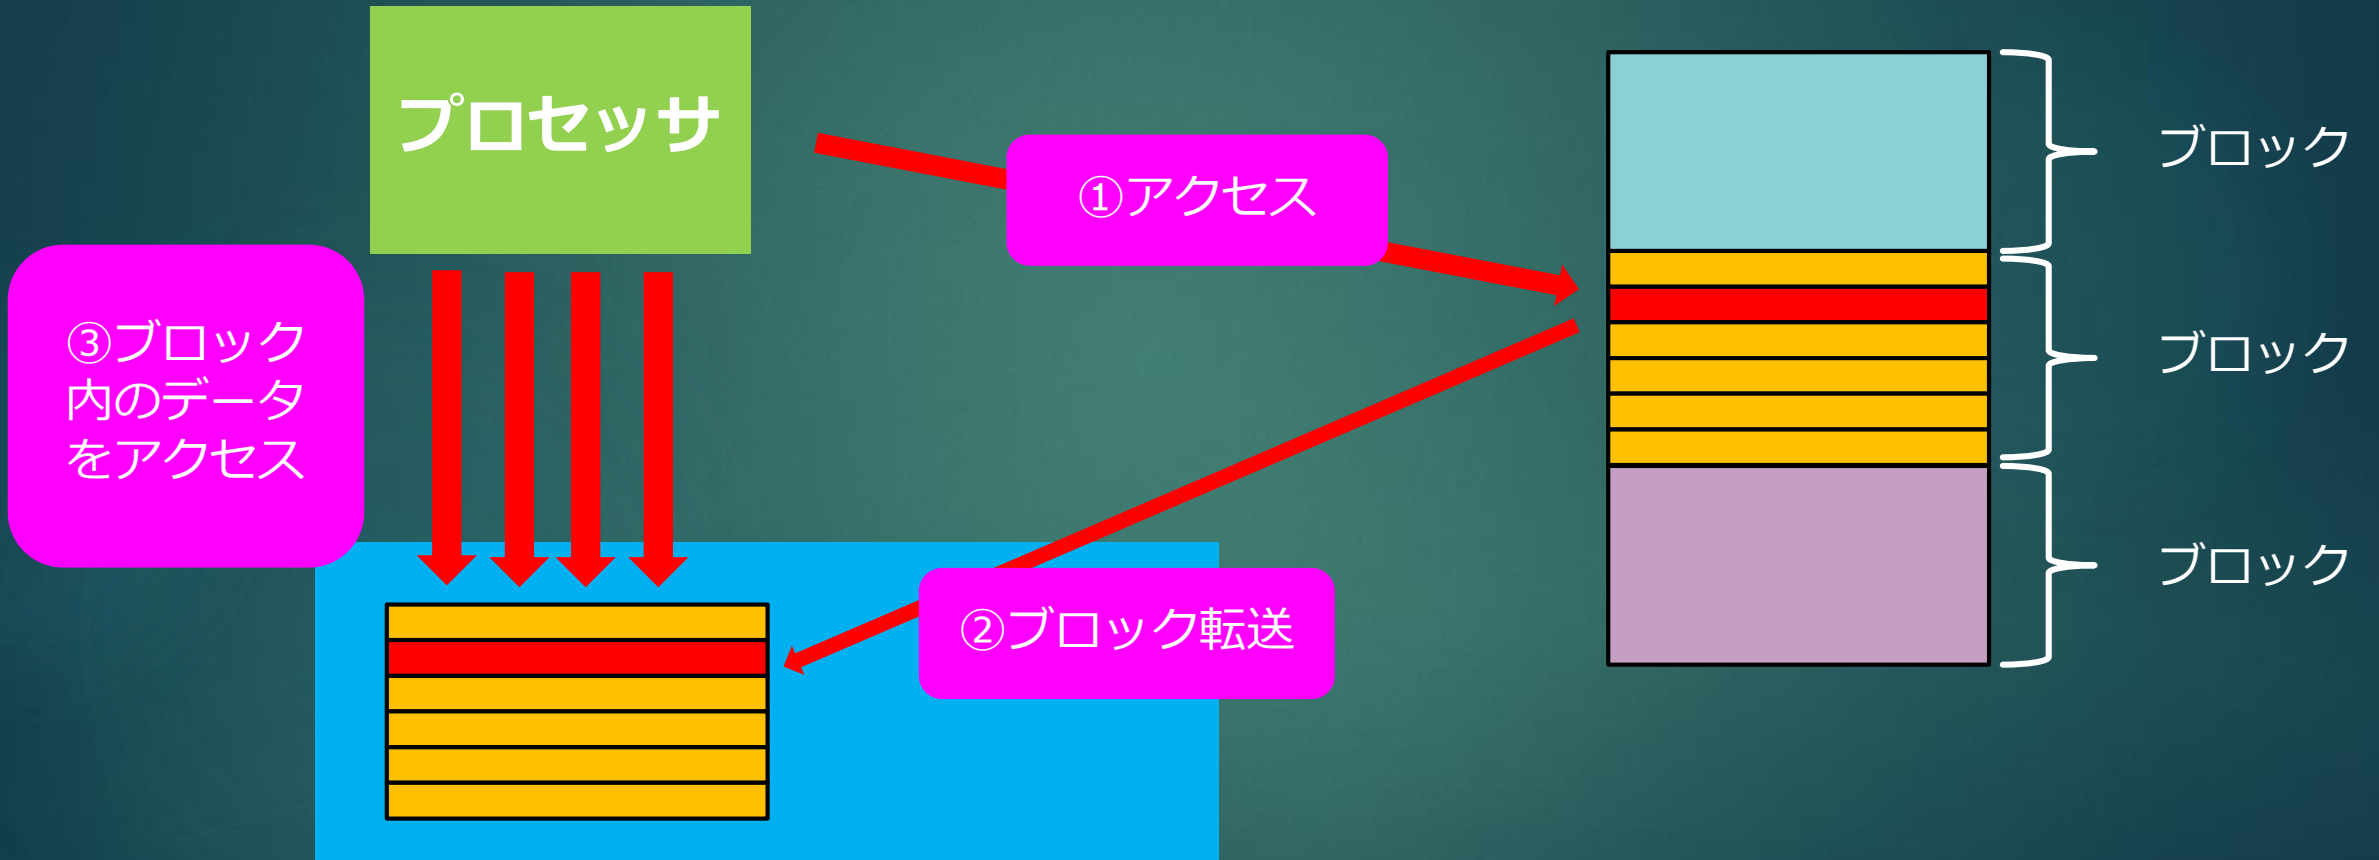 プロセッサ
①アクセス
ブロック
③ブロック
内のデータ
をアクセス
ブロック
②ブロック転送
ブロック